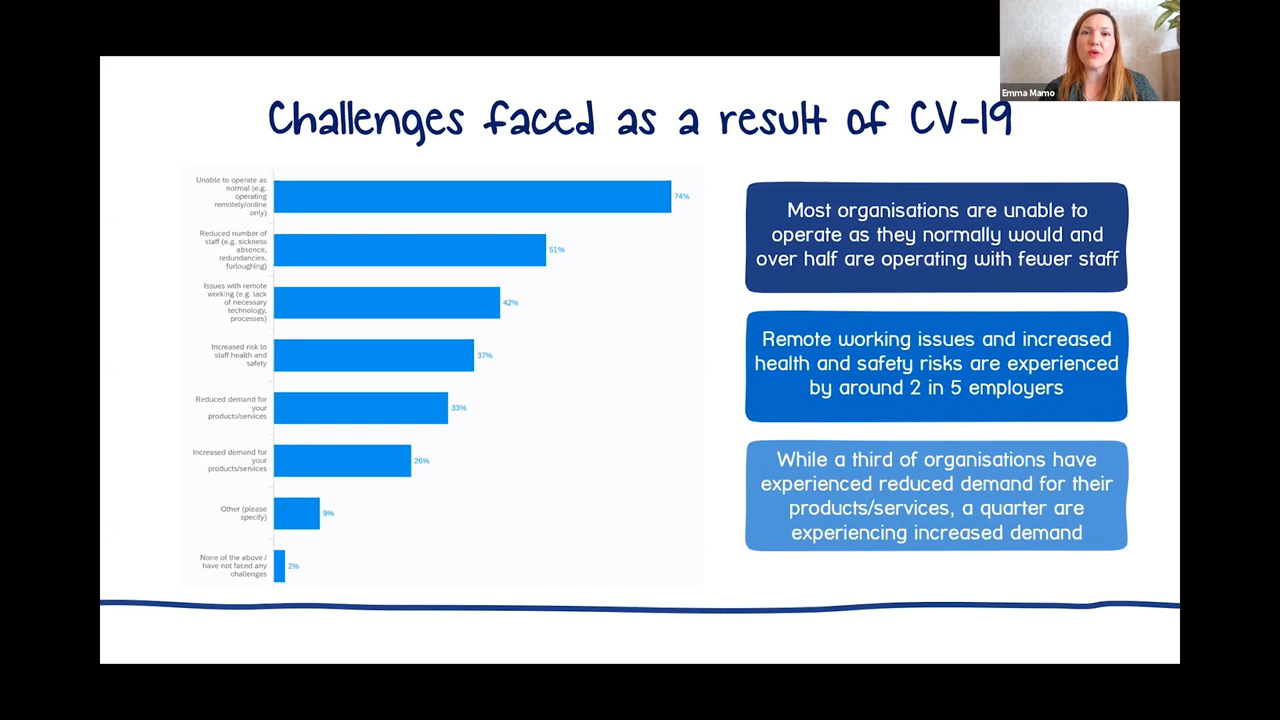 Emma Mamo
Challenges faced as a result of CV-19
Unable to operate as
normal (e.g.
operating
remotely/online
only)
74%
Reduced number of
staff (e.g. sickness
absence,
redundancies,
furloughing)
51%
Issues with remote
working (e.g. lack
of necessary
technology,
processes)
42%
Increased risk to
staff health and
safety
37%
Reduced demand for
your
products/services
33%
Increased demand for
your
products/services
26%
Other (please
specify)
9%
None of the above /
have not faced any
challenges
2%
Most organisations are unable to
operate as they normally would and
over half are operating with fewer staff
Remote working issues and increased
health and safety risks are experienced
by around 2 in 5 employers
While a third of organisations have
experienced reduced demand for their
products/services, a quarter are
experiencing increased demand